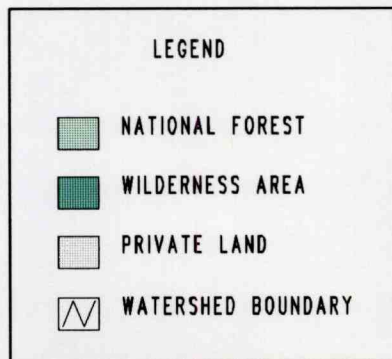 LEGEND
NATIONAL FOREST
WILDERNESS AREA
PRIVATE LAND
WATERSHED BOUNDARY